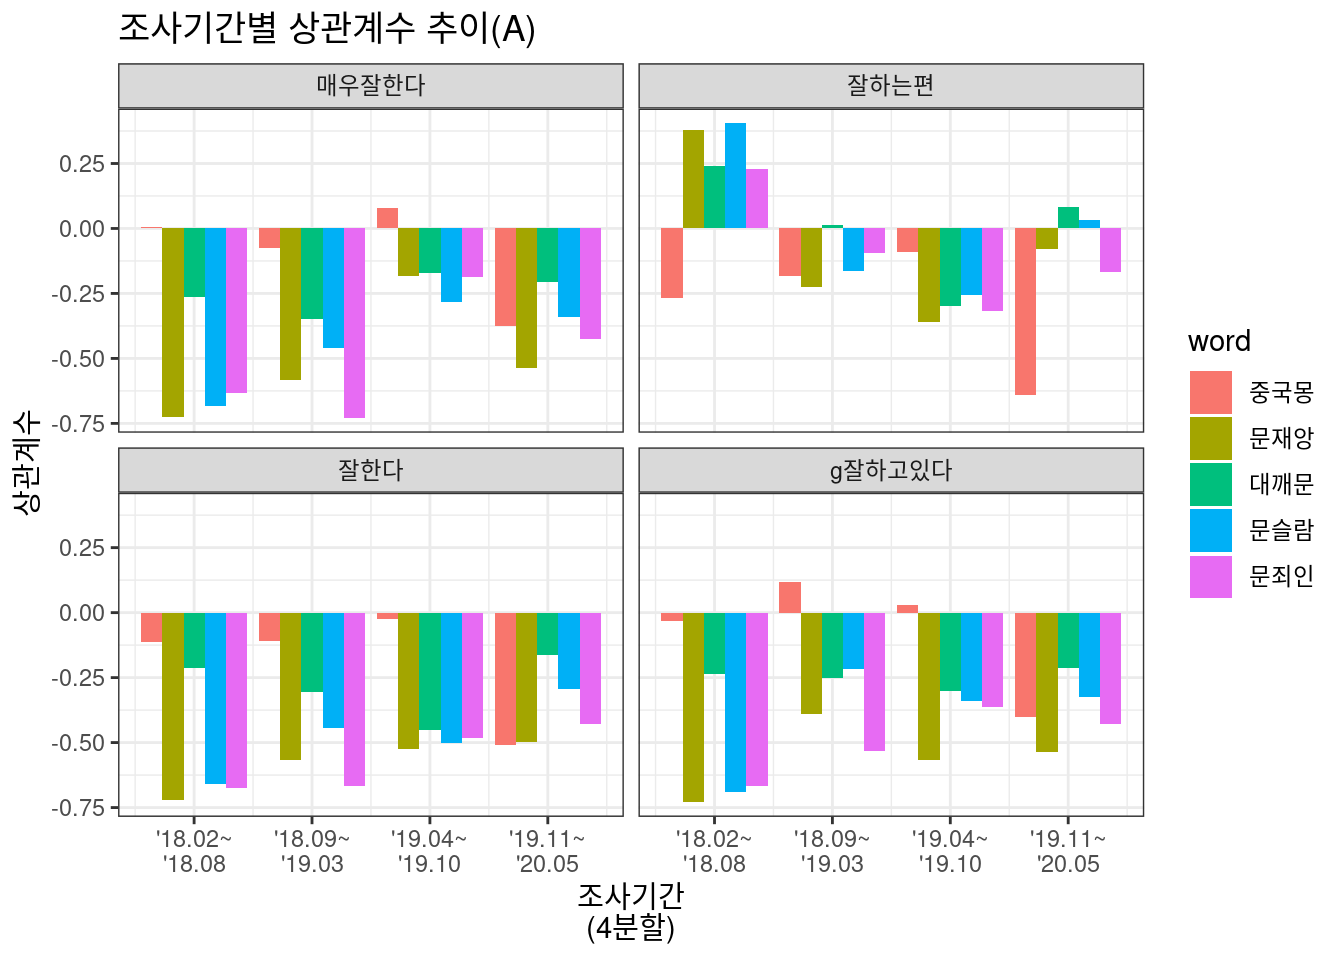 조사기간별 상관계수 추이(A)
매우잘한다
잘하는편
0.25
0.00
-0.25
-0.50
-0.75
잘한다
g잘하고있다
0.25
0.00
-0.25
-0.50
-0.75
상관계수
'18.02~
'18.08
'18.09~
'19.03
'19.04~
'19.10
'19.11~
'20.05
'18.02~
'18.08
'18.09~
'19.03
'19.04~
'19.10
'19.11~
'20.05
조사기간
(4분할)
word
중국몽
문재앙
대깨문
문슬람
문죄인